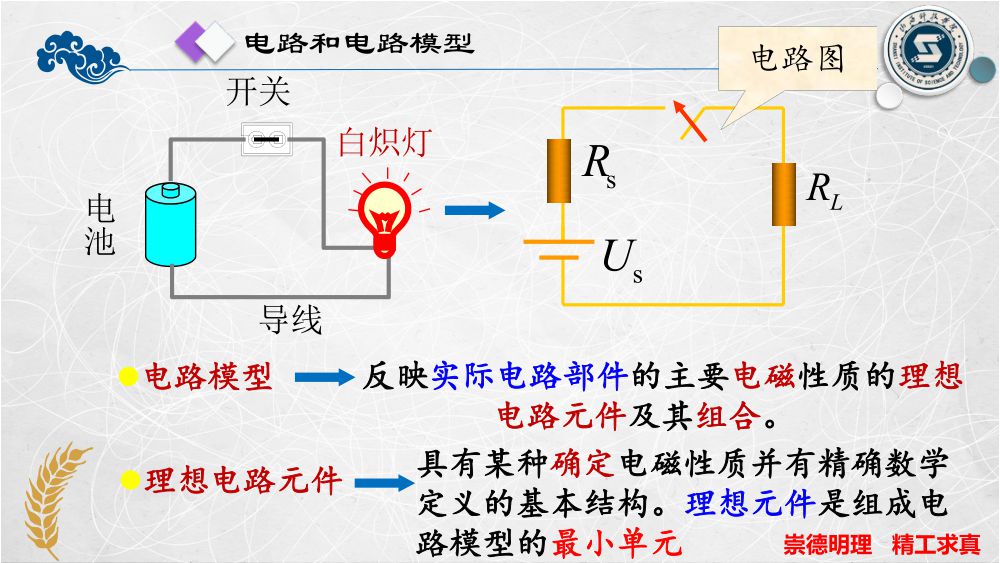 电路和电路模型
电路图
开关
白炽灯
电
池
导线
Rs
RL
Us
电路模型
反映实际电路部件的主要电磁性质的理想
电路元件及其组合。
理想电路元件
具有某种确定电磁性质并有精确数学
定义的基本结构。理想元件是组成电
路模型的最小单元
崇德明理 精工求真